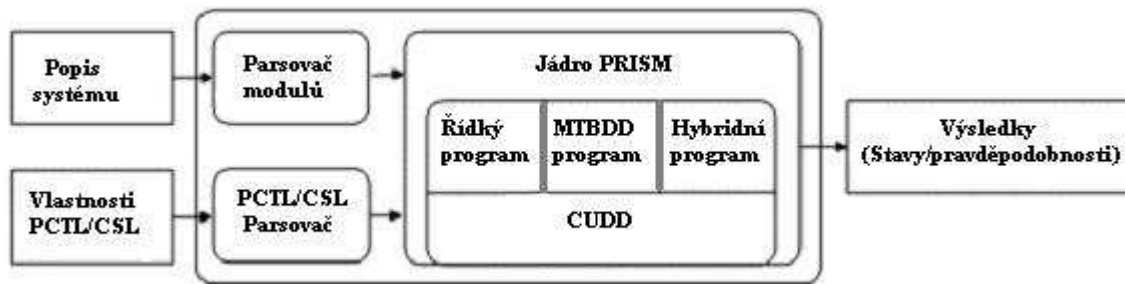 Popis
systému
Parsovač
modulů
Jádro PRISM
Řídký
program
MTBDD
program
Hybridní
program
CUDD
Vlastnosti
PCTL/CSL
PCTL/CSL
Parsovač
Výsledky
(Stavy/pravděpodobnosti)